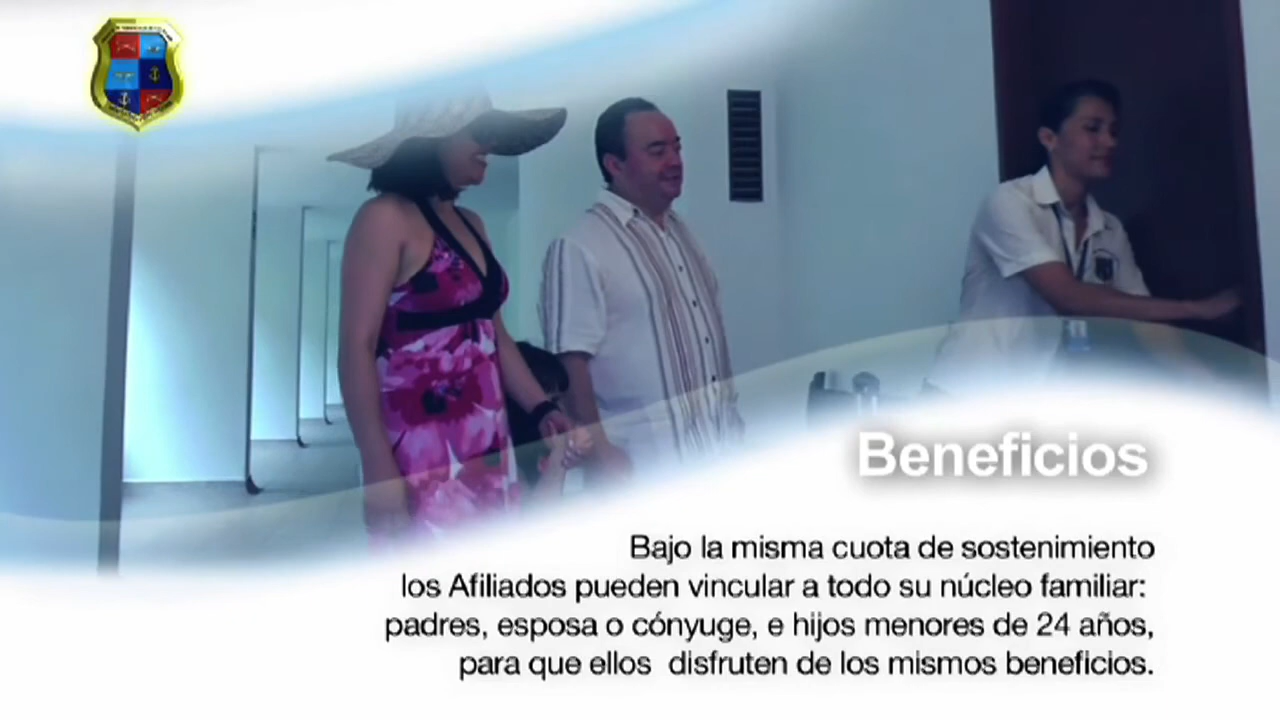 Beneficios
Bajo la misma cuota de sostenimiento
los Afiliados pueden vincular a todo su núcleo familiar:
padres, esposa o cónyuge, e hijos menores de 24 años,
para que ellos  disfruten de los mismos beneficios.